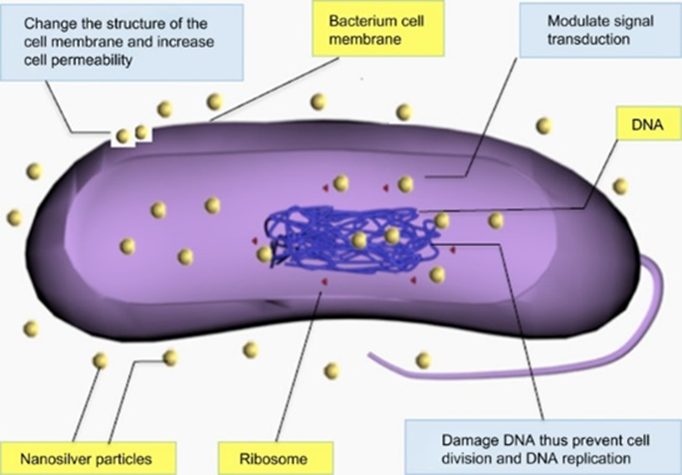 Change the structure of the
cell membrane and increase
cell permeability
Bacterium cell
membrane
Modulate signal
transduction
DNA
Nanosilver particles
Ribosome
Damage DNA thus prevent cell
division and DNA replication